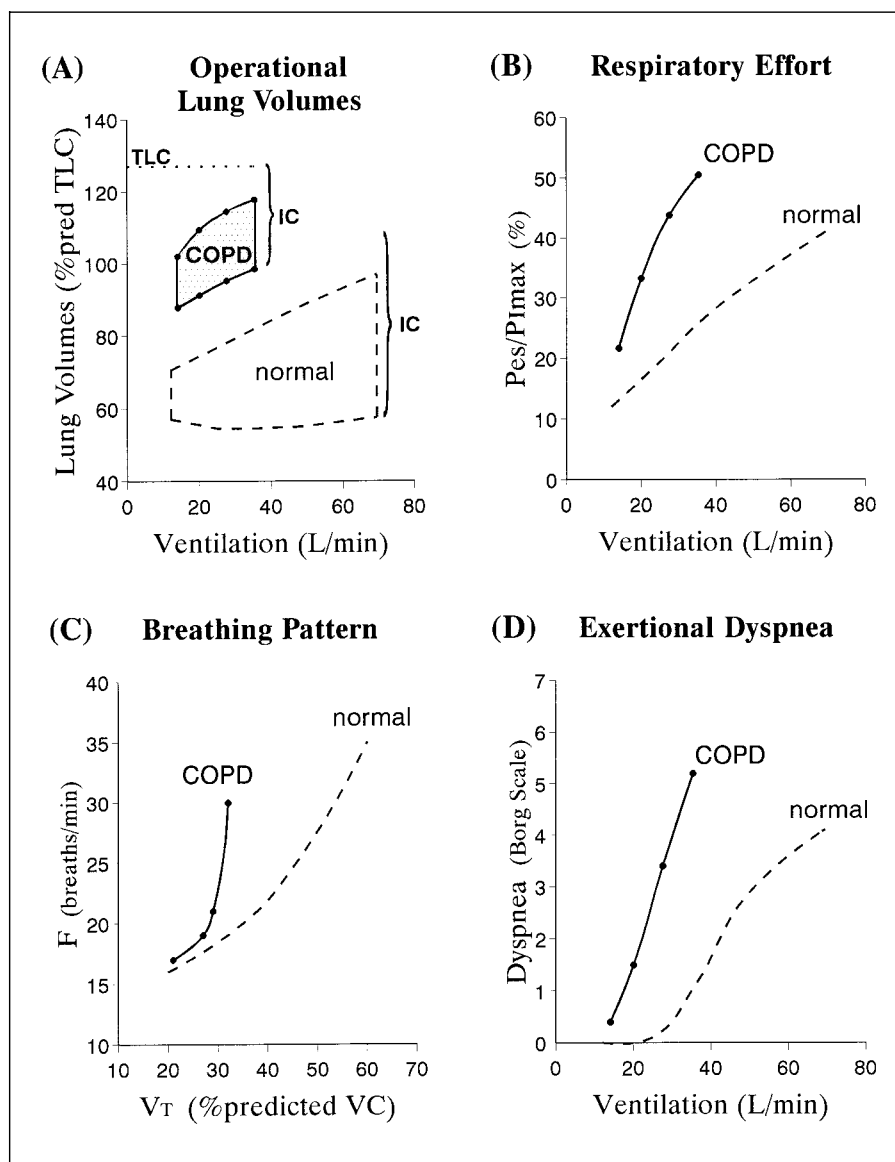 (A) Operational
Lung Volumes
Lung Volumes (%pred TLC)
140
120
100
80
60
40
TLC
IC
COPD
IC
normal
0 20 40 60 80
Ventilation (L/min)
(B) Respiratory Effort
Pes/PImax (%)
60
50
40
30
20
10
0
COPD
normal
0 20 40 60 80
Ventilation (L/min)
(C) Breathing Pattern
F (breaths/min)
40
35
30
25
20
15
10
normal
COPD
10 20 30 40 50 60 70
VT (%predicted VC)
(D) Exertional Dyspnea
Dyspnea (Borg Scale)
7
6
5
4
3
2
1
0
COPD
normal
0 20 40 60 80
Ventilation (L/min)